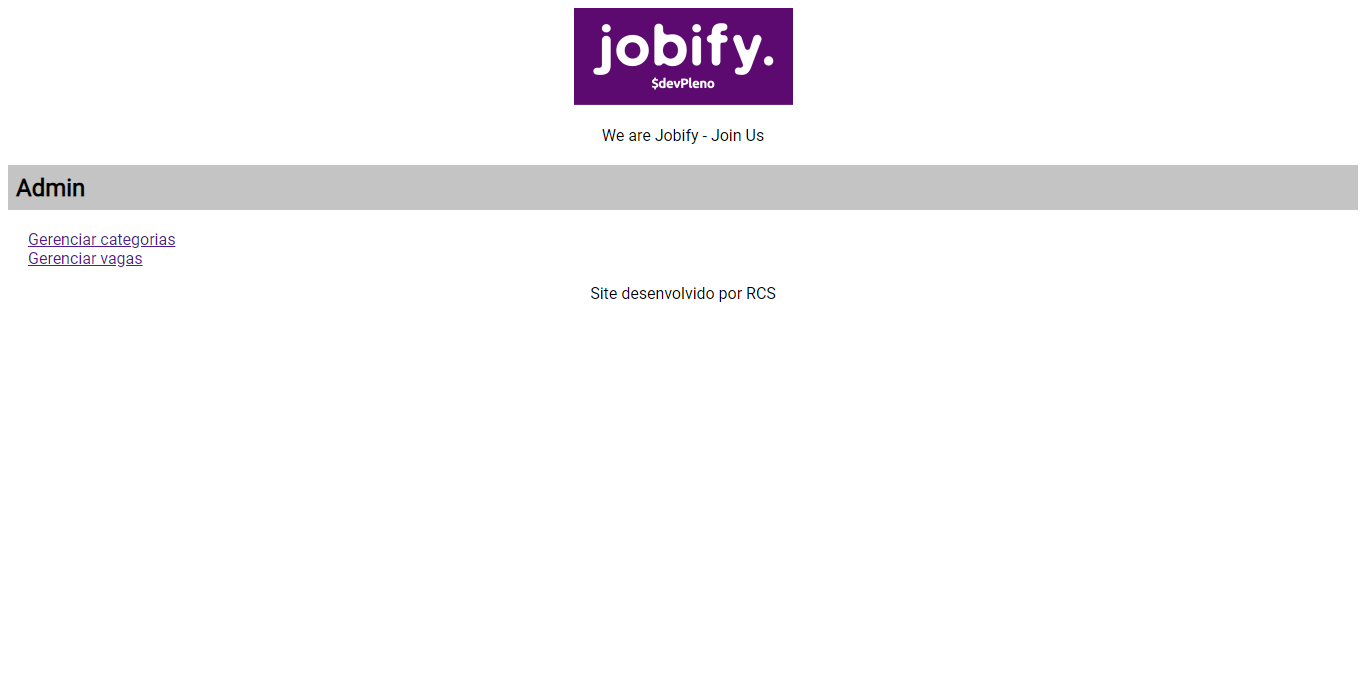 jobify.
$devPleno
We are Jobify - Join Us
Admin
Gerenciar categorias
Gerenciar vagas
Site desenvolvido por RCS